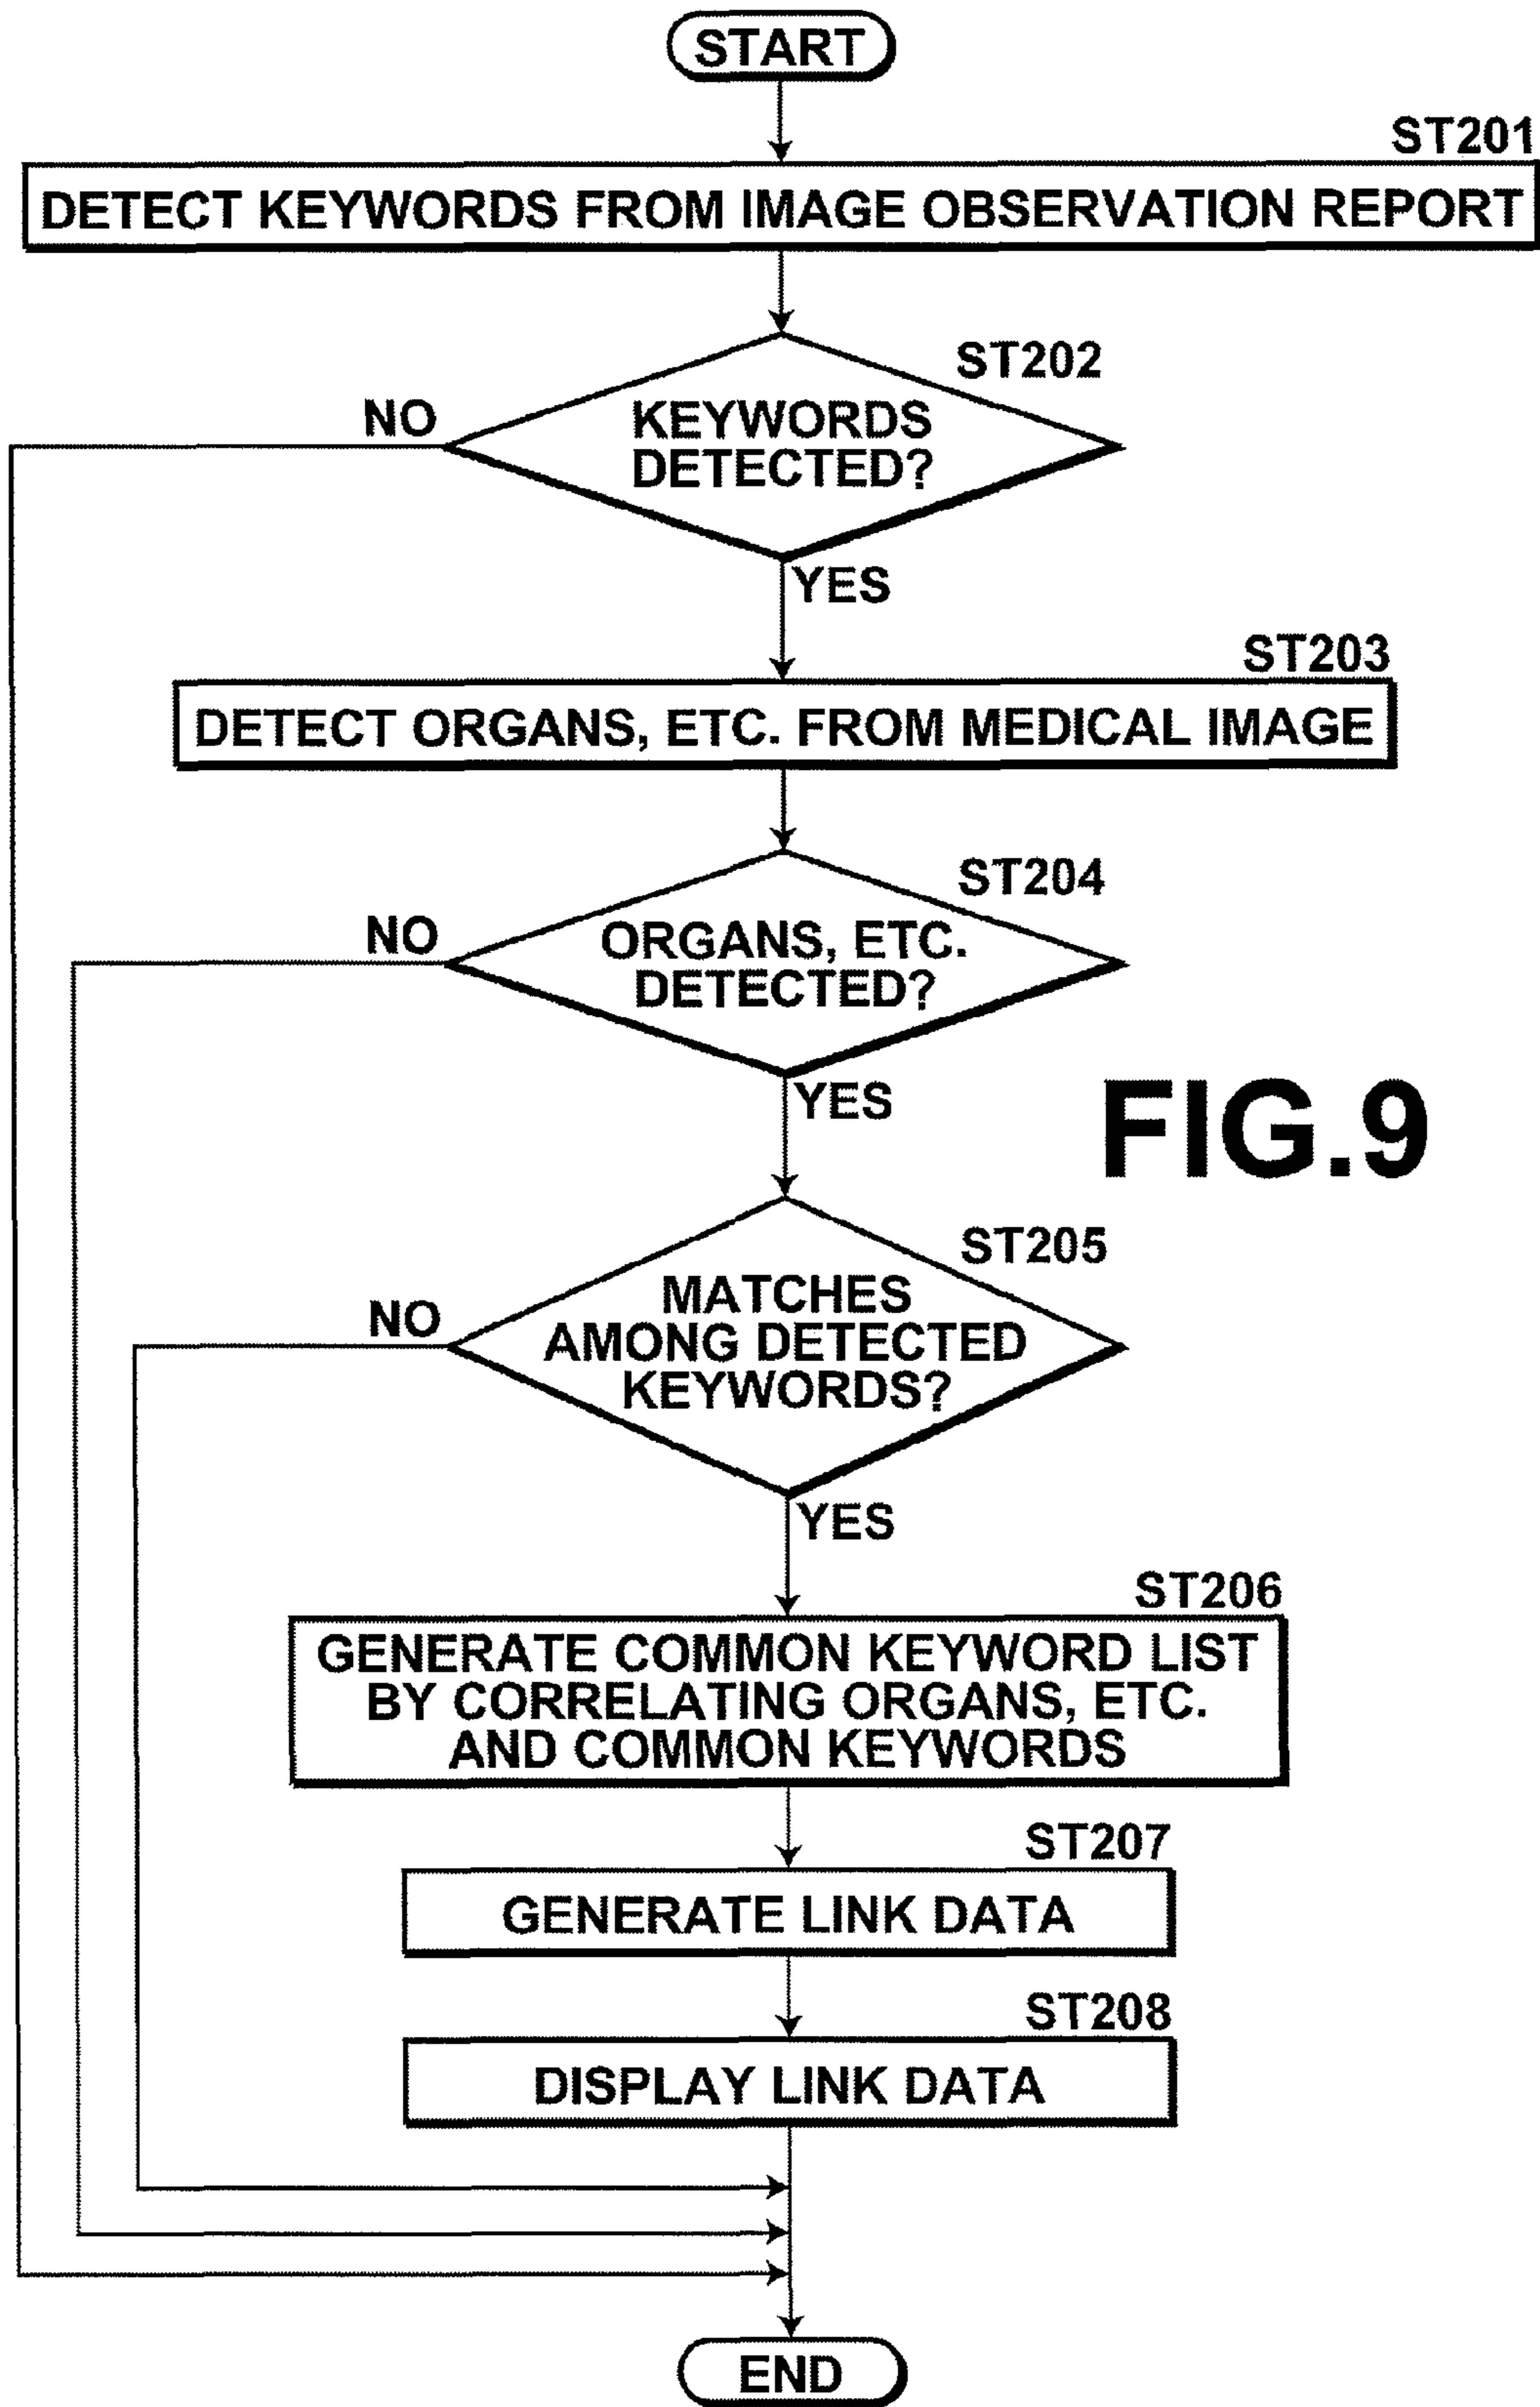 START
ST201
DETECT KEYWORDS FROM IMAGE OBSERVATION REPORT
ST202
NO
KEYWORDS
DETECTED?
YES
ST203
DETECT ORGANS, ETC. FROM MEDICAL IMAGE
ST204
NO
ORGANS, ETC.
DETECTED?
YES
FIG.9
ST205
NO
MATCHES
AMONG DETECTED
KEYWORDS?
YES
ST206
GENERATE COMMON KEYWORD LIST
BY CORRELATING ORGANS, ETC.
AND COMMON KEYWORDS
ST207
GENERATE LINK DATA
ST208
DISPLAY LINK DATA
END